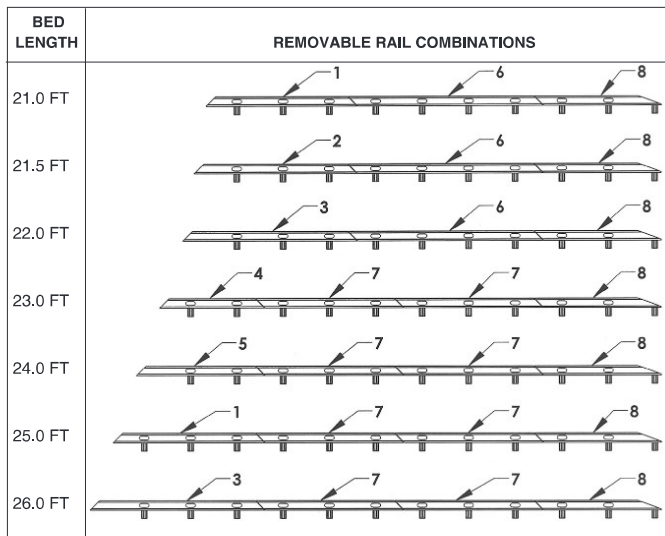 BED LENGTH
REMOVABLE RAIL COMBINATIONS
21.0 FT 1 6 8
21.5 FT 2 6 8
22.0 FT 3 6 8
23.0 FT 4 7 7 8
24.0 FT 5 7 7 8
25.0 FT 1 7 7 8
26.0 FT 3 7 7 8